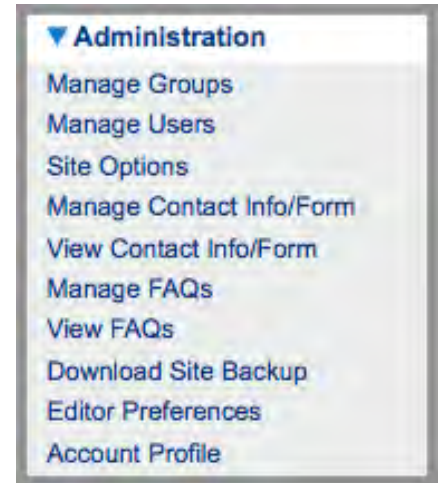 Administration
Manage Groups
Manage Users
Site Options
Manage Contact Info/Form
View Contact Info/Form
Manage FAQs
View FAQs
Download Site Backup
Editor Preferences
Account Profile